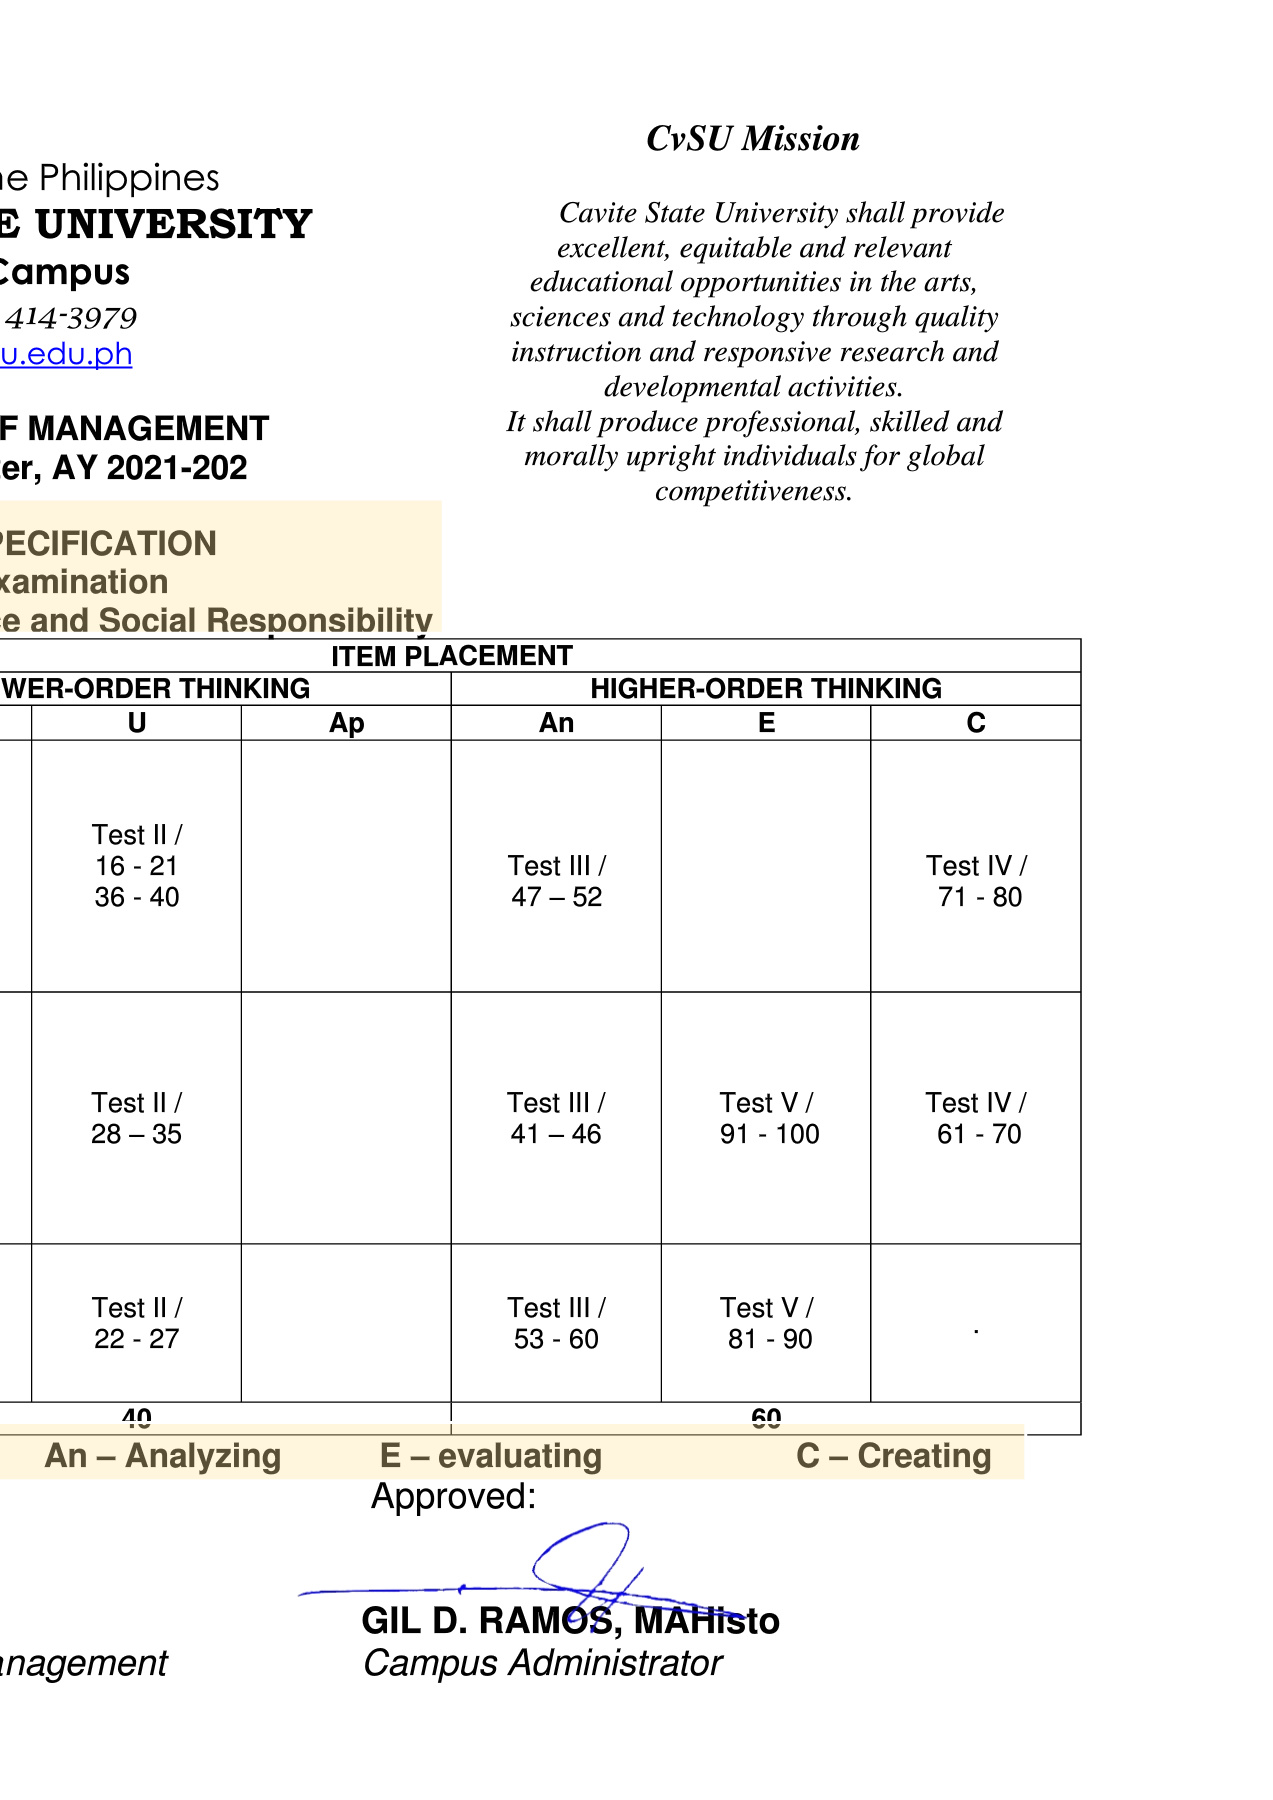 CvSU Mission
ne Philippines
E UNIVERSITY
Campus
414-3979
u.edu.ph
F MANAGEMENT
ter, AY 2021-202
Cavite State University shall provide
excellent, equitable and relevant
educational opportunities in the arts,
sciences and technology through quality
instruction and responsive research and
developmental activities.
It shall produce professional, skilled and
morally upright individuals for global
competitiveness.
PECIFICATION
xamination
ce and Social Responsibility
ITEM PLACEMENT
WER-ORDER THINKING HIGHER-ORDER THINKING
U Ap An E C
Test II /
16 - 21
36 - 40
Test III /
47 – 52
Test IV /
71 - 80
Test II /
28 – 35
Test III /
41 – 46
Test V /
91 - 100
Test IV /
61 - 70
Test II /
22 - 27
Test III /
53 - 60
Test V /
81 - 90
.
40 60
An – Analyzing E – evaluating C – Creating
Approved:
GIL D. RAMOS, MAHisto
anagement Campus Administrator